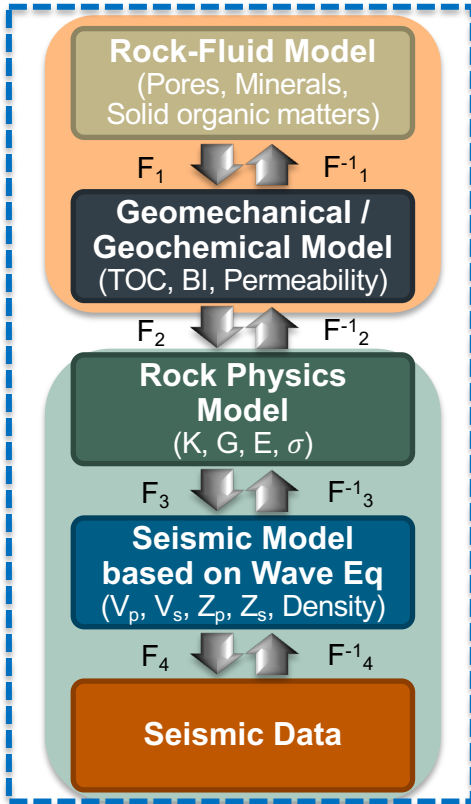 Rock-Fluid Model
(Pores, Minerals,
Solid organic matters)
F₁ F⁻¹₁
Geomechanical /
Geochemical Model
(TOC, BI, Permeability)
F₂ F⁻¹₂
Rock Physics
Model
(K, G, E, σ)
F₃ F⁻¹₃
Seismic Model
based on Wave Eq
(Vₚ, Vₛ, Zₚ, Zₛ, Density)
F₄ F⁻¹₄
Seismic Data